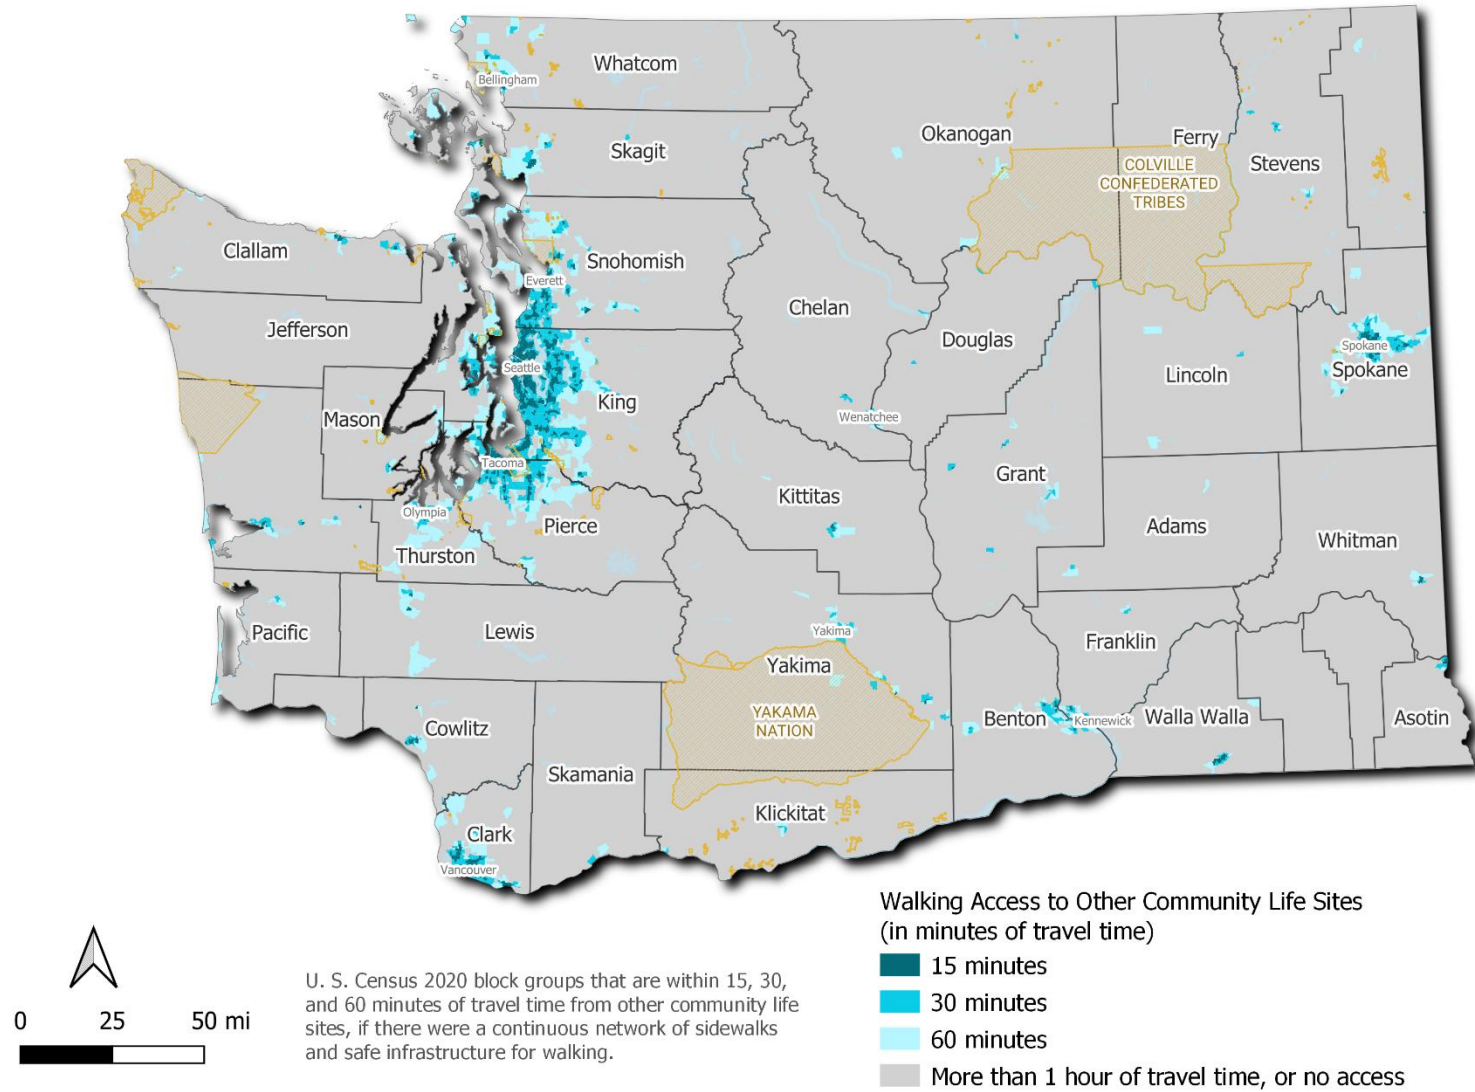 Whatcom
Bellingham
Okanogan
Ferry
Skagit
Stevens
COLVILLE
CONFEDERATED
TRIBES
Clallam
Snohomish
Everett
Chelan
Jefferson
Douglas
Spokane
Seattle
Lincoln
Spokane
King
Mason
Wenatchee
Tacoma
Grant
Kittitas
Olympia
Pierce
Adams
Whitman
Thurston
Pacific
Lewis
Yakima
Franklin
Yakima
YAKAMA
NATION
Benton
Kennewick
Walla Walla
Asotin
Cowlitz
Skamania
Klickitat
Clark
Vancouver
Walking Access to Other Community Life Sites
(in minutes of travel time)
15 minutes
30 minutes
60 minutes
More than 1 hour of travel time, or no access
U. S. Census 2020 block groups that are within 15, 30,
and 60 minutes of travel time from other community life
sites, if there were a continuous network of sidewalks
and safe infrastructure for walking.
0 25 50 mi